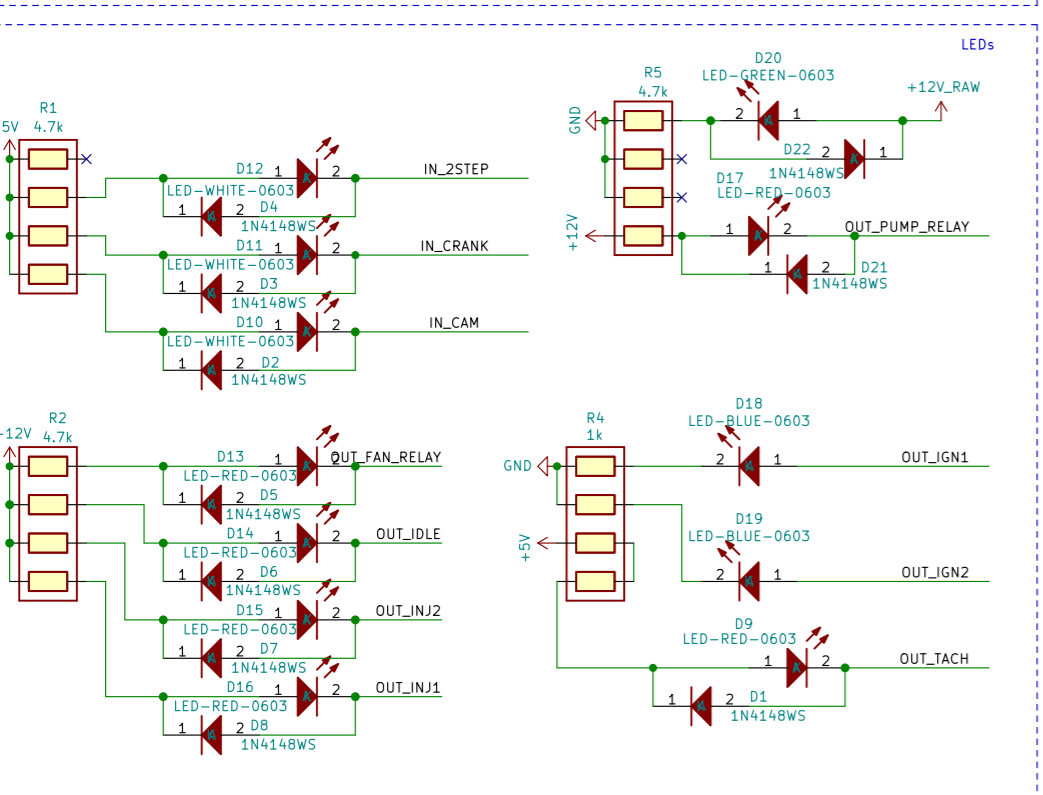 LEDs
D20
LED-GREEN-0603
R5
4.7k
+12V_RAW
GND
2
1
D22
2
1
1N4148WS
D17
LED-RED-0603
+12V
1
2
OUT_PUMP_RELAY
1
2
D21
1N4148WS
R1
4.7k
5V
D12
1
2
IN_2STEP
LED-WHITE-0603
1
2
D4
1N4148WS
D11
1
2
IN_CRANK
LED-WHITE-0603
1
2
D3
1N4148WS
D10
1
2
IN_CAM
LED-WHITE-0603
1
2
D2
1N4148WS
R2
-12V
4.7k
D13
1
2
OUT_FAN_RELAY
LED-RED-0603
1
2
D5
1N4148WS
D14
1
2
OUT_IDLE
LED-RED-0603
1
2
D6
1N4148WS
D15
1
2
OUT_INJ2
LED-RED-0603
1
2
D7
1N4148WS
D16
1
2
OUT_INJ1
LED-RED-0603
1
2
D8
1N4148WS
R4
1k
D18
LED-BLUE-0603
GND
2
1
OUT_IGN1
D19
LED-BLUE-0603
+5V
2
1
OUT_IGN2
D9
LED-RED-0603
1
2
OUT_TACH
1
2
D1
1N4148WS